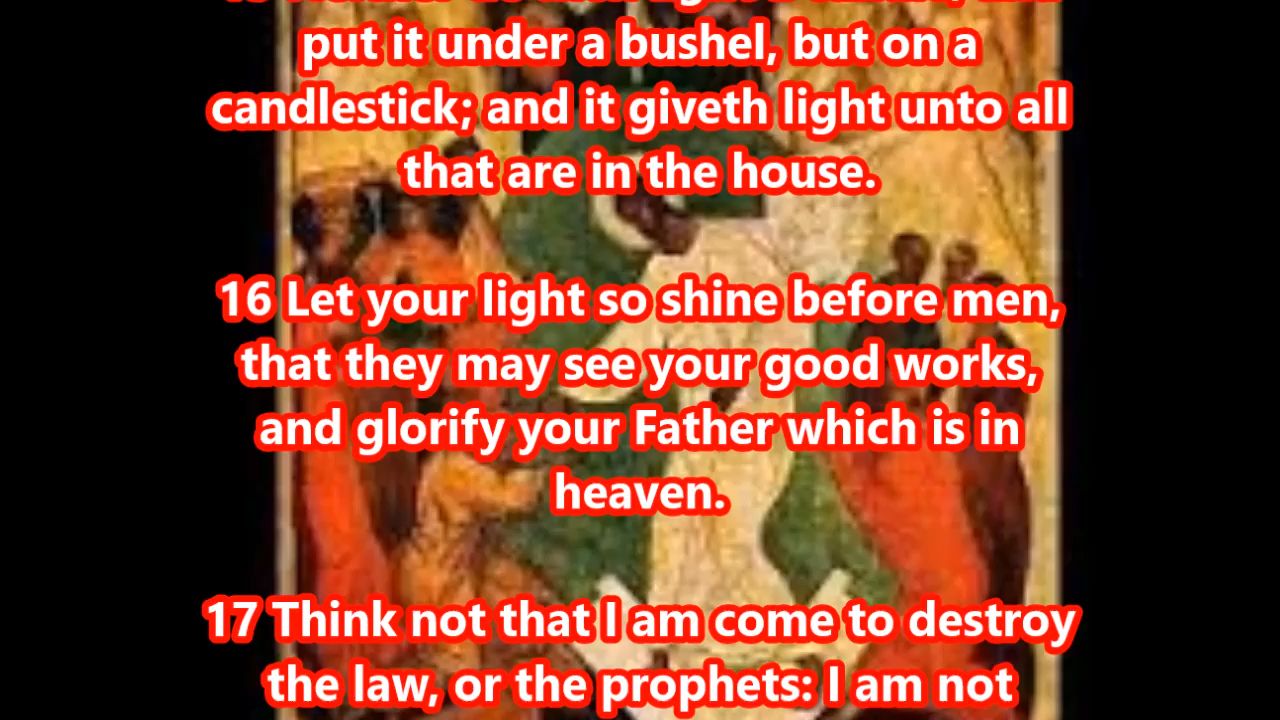 put it under a bushel, but on a
candlestick; and it giveth light unto all
that are in the house.
16 Let your light so shine before men,
that they may see your good works,
and glorify your Father which is in
heaven.
17 Think not that I am come to destroy
the law, or the prophets: I am not